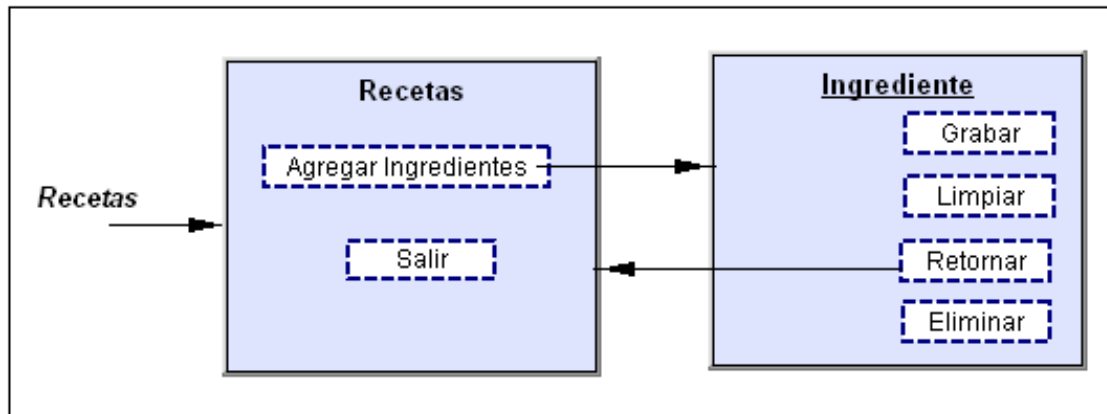 Recetas
Recetas
Agregar Ingredientes
Salir
Ingrediente
Grabar
Limpiar
Retornar
Eliminar